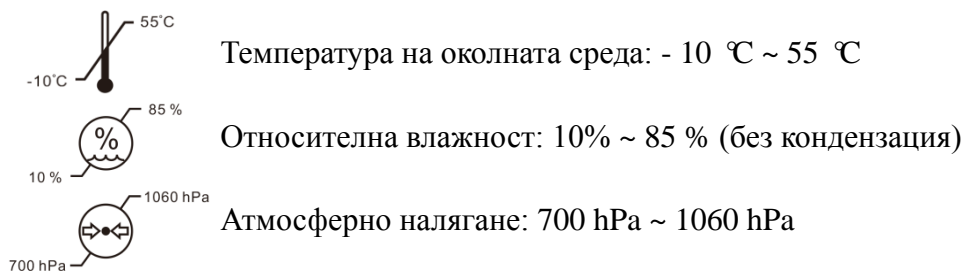 55°C
-10°C
Температура на околната среда: - 10 ℃ ~ 55 ℃
85 %
%
10 %
Относителна влажност: 10% ~ 85 % (без кондензация)
1060 hPa
700 hPa
Атмосферно налягане: 700 hPa ~ 1060 hPa